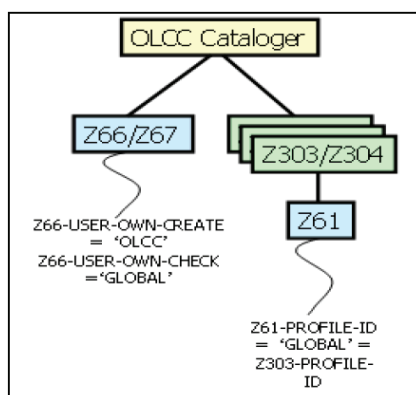 OLCC Cataloger
Z66/Z67
Z303/Z304
Z61
Z66-USER-OWN-CREATE
= ‘OLCC’
Z66-USER-OWN-CHECK
=‘GLOBAL’
Z61-PROFILE-ID
= ‘GLOBAL’ =
Z303-PROFILE-
ID